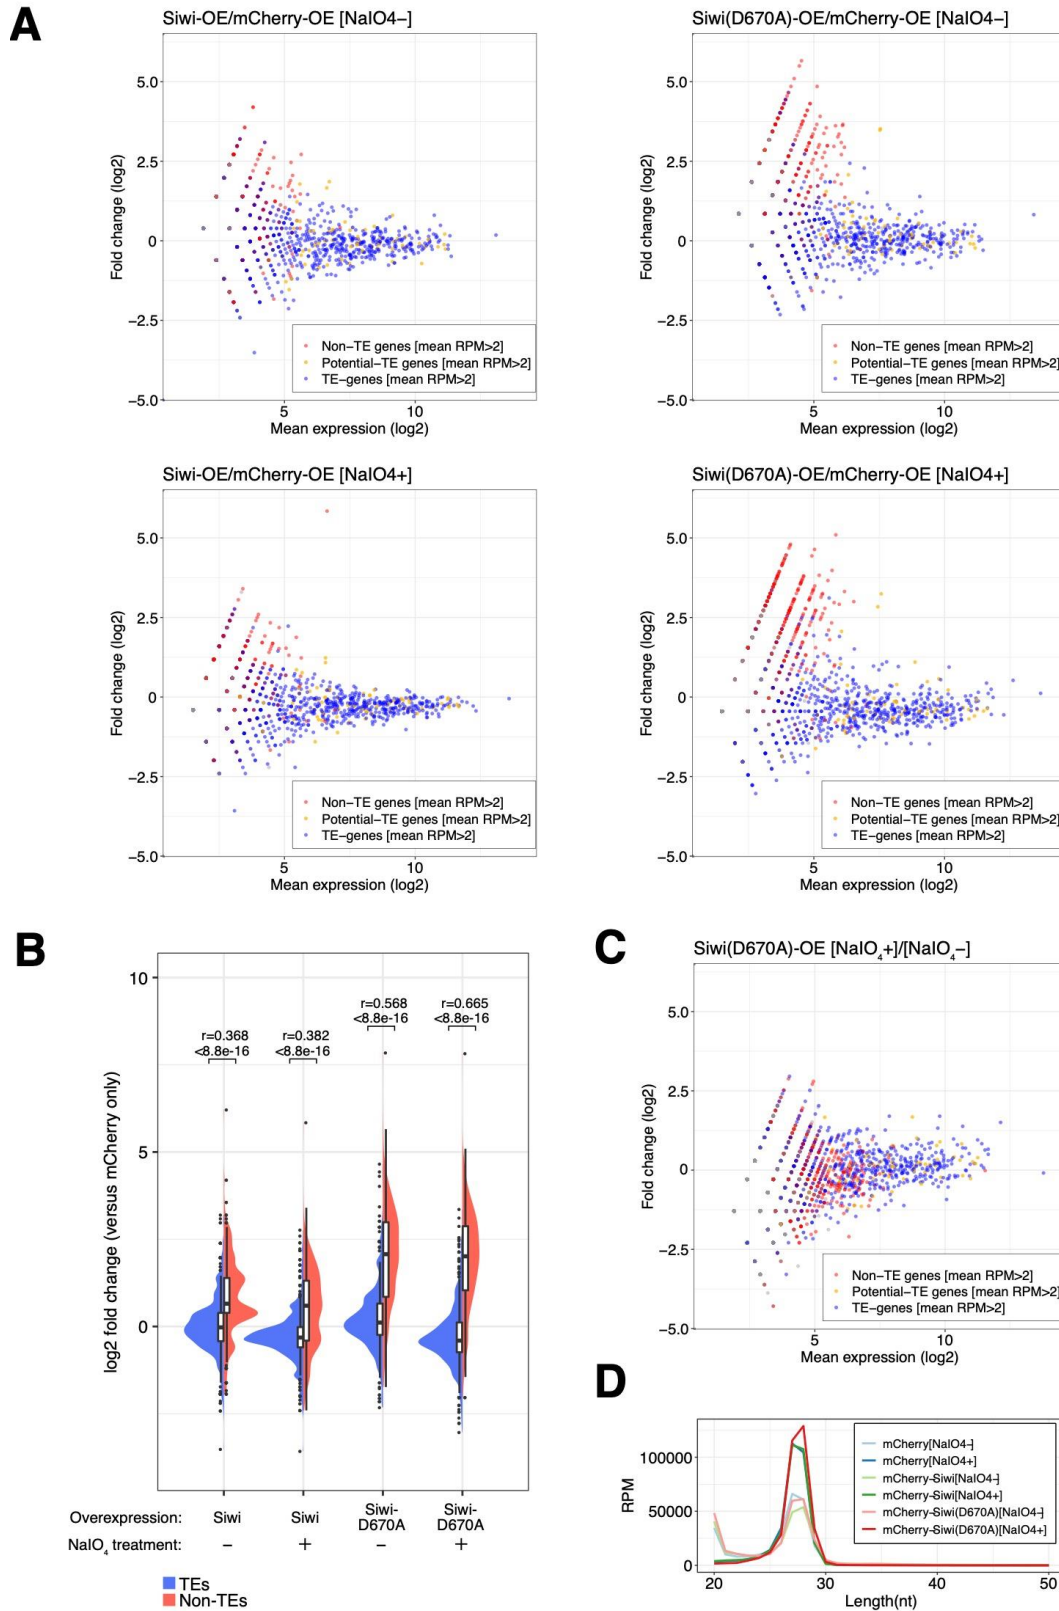 A
Siwi-OE/mCherry-OE [NaIO4−]
Fold change (log2)
5.0
2.5
0
−2.5
−5.0
Non−TE genes [mean RPM>2]
Potential−TE genes [mean RPM>2]
TE−genes [mean RPM>2]
5
10
Mean expression (log2)
Siwi(D670A)-OE/mCherry-OE [NaIO4−]
Fold change (log2)
5.0
2.5
0
−2.5
−5.0
Non−TE genes [mean RPM>2]
Potential−TE genes [mean RPM>2]
TE−genes [mean RPM>2]
5
10
Mean expression (log2)
Siwi-OE/mCherry-OE [NaIO4+]
Fold change (log2)
5.0
2.5
0
−2.5
−5.0
Non−TE genes [mean RPM>2]
Potential−TE genes [mean RPM>2]
TE−genes [mean RPM>2]
5
10
Mean expression (log2)
Siwi(D670A)-OE/mCherry-OE [NaIO4+]
Fold change (log2)
5.0
2.5
0
−2.5
−5.0
Non−TE genes [mean RPM>2]
Potential−TE genes [mean RPM>2]
TE−genes [mean RPM>2]
5
10
Mean expression (log2)
B
log2 fold change (versus mCherry only)
10
5
0
r=0.368
<8.8e-16
r=0.382
<8.8e-16
r=0.568
<8.8e-16
r=0.665
<8.8e-16
Overexpression: Siwi Siwi Siwi-D670A Siwi-D670A
NaIO4 treatment: − + − +
TEs
Non-TEs
C
Siwi(D670A)-OE [NaIO4+]/[NaIO4−]
Fold change (log2)
5.0
2.5
0
−2.5
−5.0
Non−TE genes [mean RPM>2]
Potential−TE genes [mean RPM>2]
TE−genes [mean RPM>2]
5
10
Mean expression (log2)
D
RPM
100000
50000
0
mCherry[NaIO4-]
mCherry[NaIO4+]
mCherry-Siwi[NaIO4-]
mCherry-Siwi[NaIO4+]
mCherry-Siwi(D670A)[NaIO4-]
mCherry-Siwi(D670A)[NaIO4+]
20
30
40
50
Length(nt)